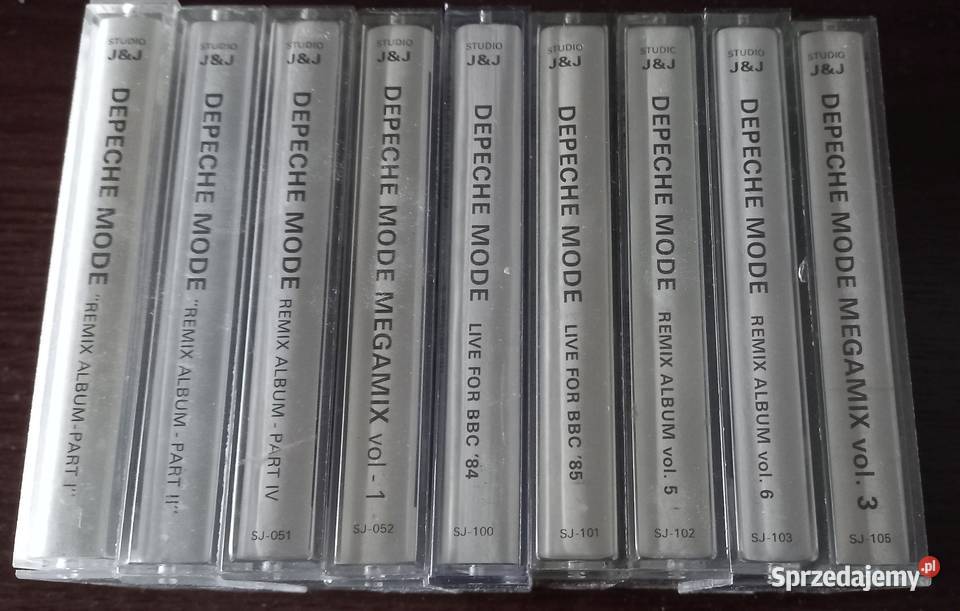 STUDIO
J&J
DEPECHE MODE "REMIX ALBUM-PART I"
STUDIO
J&J
DEPECHE MODE "REMIX ALBUM - PART II"
STUDIO
J&J
DEPECHE MODE REMIX ALBUM - PART IV
SJ-051
STUDIO
J&J
DEPECHE MODE MEGAMIX vol - 1
SJ-052
STUDIO
J&J
DEPECHE MODE LIVE FOR BBC '84
SJ-100
STUDIO
J&J
DEPECHE MODE LIVE FOR BBC '85
SJ-101
STUDIO
J&J
DEPECHE MODE REMIX ALBUM vol. 5
SJ-102
STUDIO
J&J
DEPECHE MODE REMIX ALBUM vol. 6
SJ-103
STUDIO
J&J
DEPECHE MODE MEGAMIX vol. 3
SJ-105
Sprzedajemy.pl